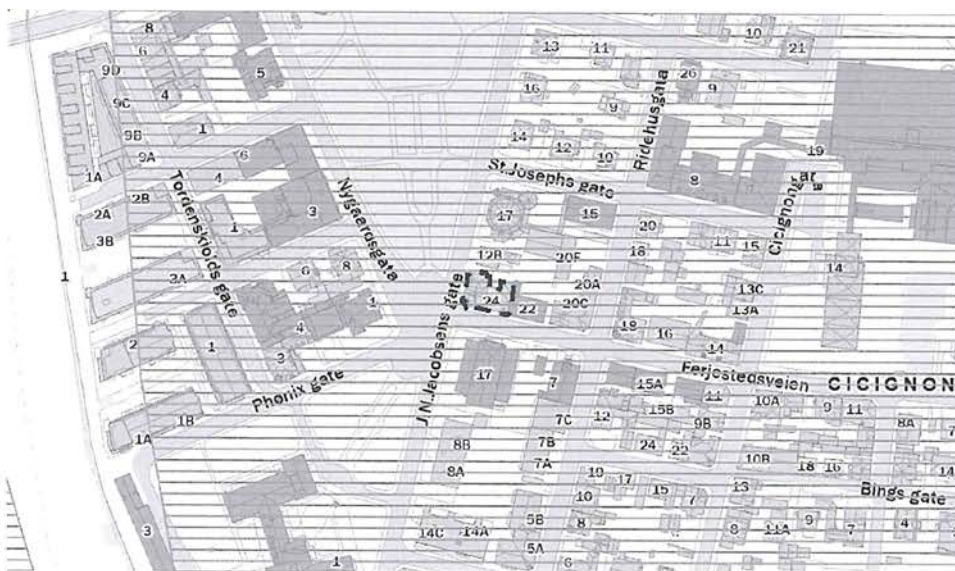 8
10
6
13
11
21
9D
5
26
9
16
4
9C
9
1
9B
14
12
10
9A
6
19
4
1A
8
St.Josephs gate
Ridehusgata
2B
2A
3
17
15
Cicignongata
3B
1
20
11
15
12B
20F
18
14
1
3A
6
8
20A
13C
24
22
20C
13A
Tordenskiolds gate
Nygaardsgata
J.N.Jacobsens gate
4
1
18
16
2
1
14
3
17
7
15A
Ferjestedsveien
CICIGNON
Phønix gate
11
10A
9
11
1B
7C
12
15B
9B
8A
7
1A
8B
7B
24
22
8A
7A
10B
18
16
14
10
17
15
7
13
Bings gate
10
3
14C
14A
5B
8
8
11A
9
7
4
5A
1
6